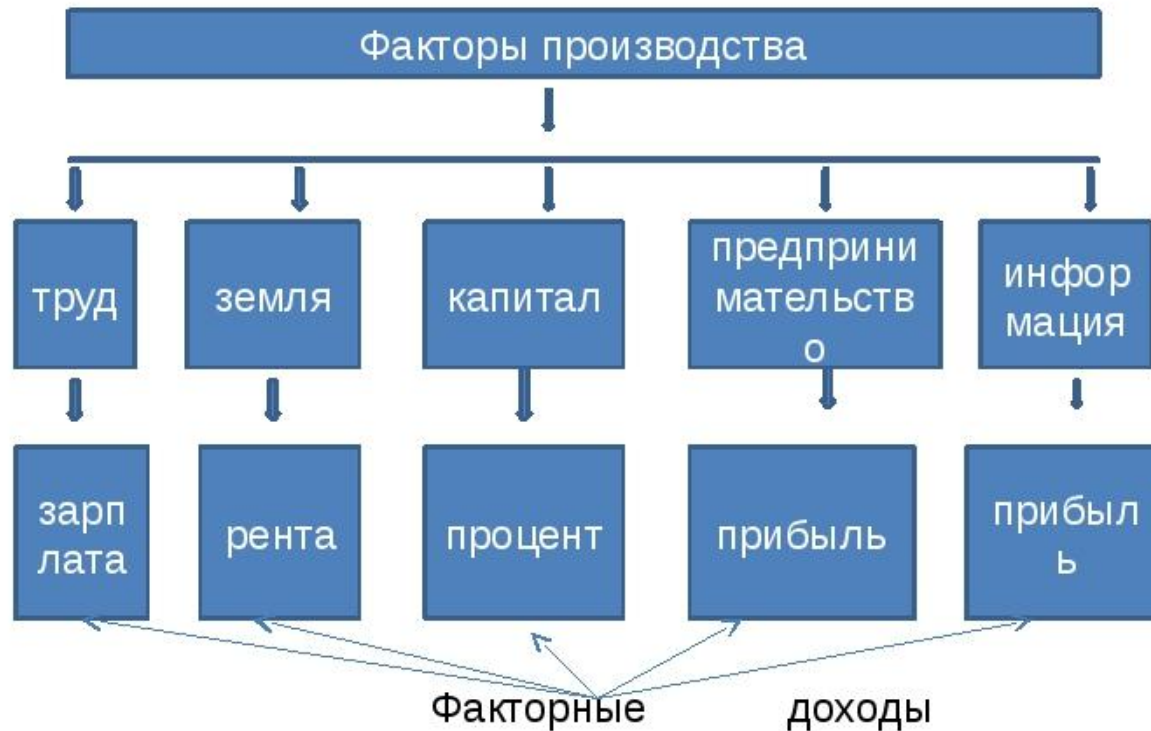 Факторы производства
труд
земля
капитал
предприни
мательств
о
инфор
мация
зарп
лата
рента
процент
прибыль
прибыл
ь
Факторные доходы